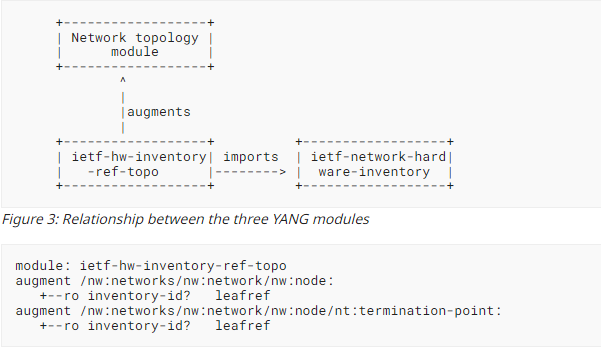 +-----------------+
| Network topology |
|      module      |
+-----------------+
^
|
|augments
|
+-----------------+         +-----------------+
| ietf-hw-inventory| imports | ietf-network-hard|
|   -ref-topo      |-------->|  ware-inventory  |
+-----------------+         +-----------------+
Figure 3: Relationship between the three YANG modules
module: ietf-hw-inventory-ref-topo
augment /nw:networks/nw:network/nw:node:
+--ro inventory-id?   leafref
augment /nw:networks/nw:network/nw:node/nt:termination-point:
+--ro inventory-id?   leafref